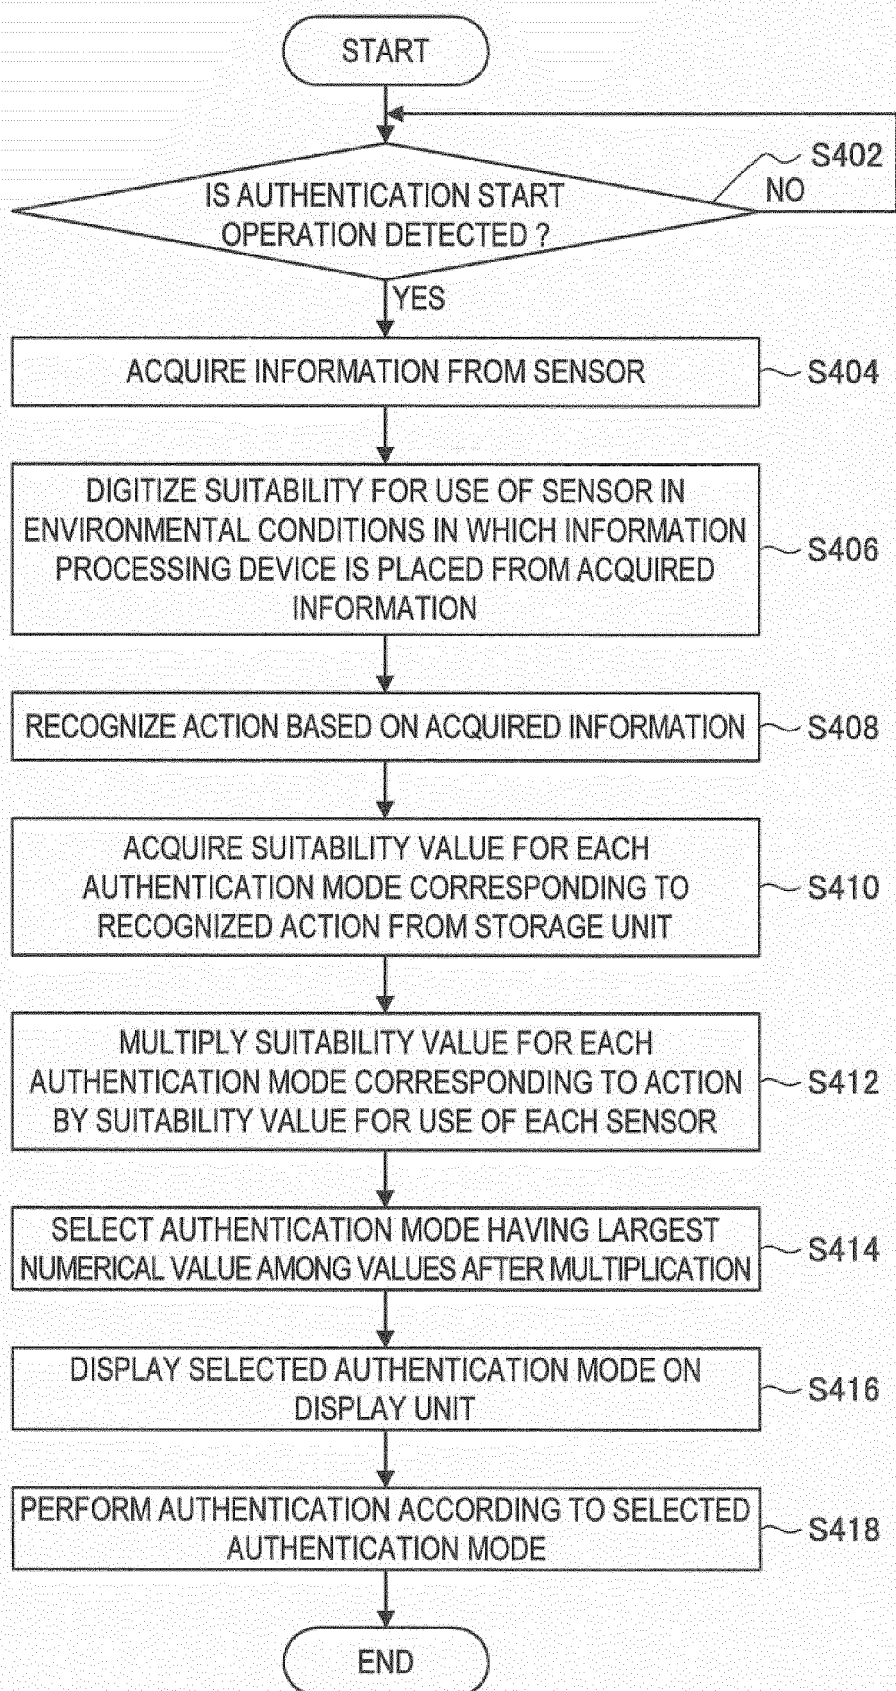 START
IS AUTHENTICATION START
OPERATION DETECTED ?
S402
NO
YES
ACQUIRE INFORMATION FROM SENSOR
S404
DIGITIZE SUITABILITY FOR USE OF SENSOR IN
ENVIRONMENTAL CONDITIONS IN WHICH INFORMATION
PROCESSING DEVICE IS PLACED FROM ACQUIRED
INFORMATION
S406
RECOGNIZE ACTION BASED ON ACQUIRED INFORMATION
S408
ACQUIRE SUITABILITY VALUE FOR EACH
AUTHENTICATION MODE CORRESPONDING TO
RECOGNIZED ACTION FROM STORAGE UNIT
S410
MULTIPLY SUITABILITY VALUE FOR EACH
AUTHENTICATION MODE CORRESPONDING TO ACTION
BY SUITABILITY VALUE FOR USE OF EACH SENSOR
S412
SELECT AUTHENTICATION MODE HAVING LARGEST
NUMERICAL VALUE AMONG VALUES AFTER MULTIPLICATION
S414
DISPLAY SELECTED AUTHENTICATION MODE ON
DISPLAY UNIT
S416
PERFORM AUTHENTICATION ACCORDING TO SELECTED
AUTHENTICATION MODE
S418
END